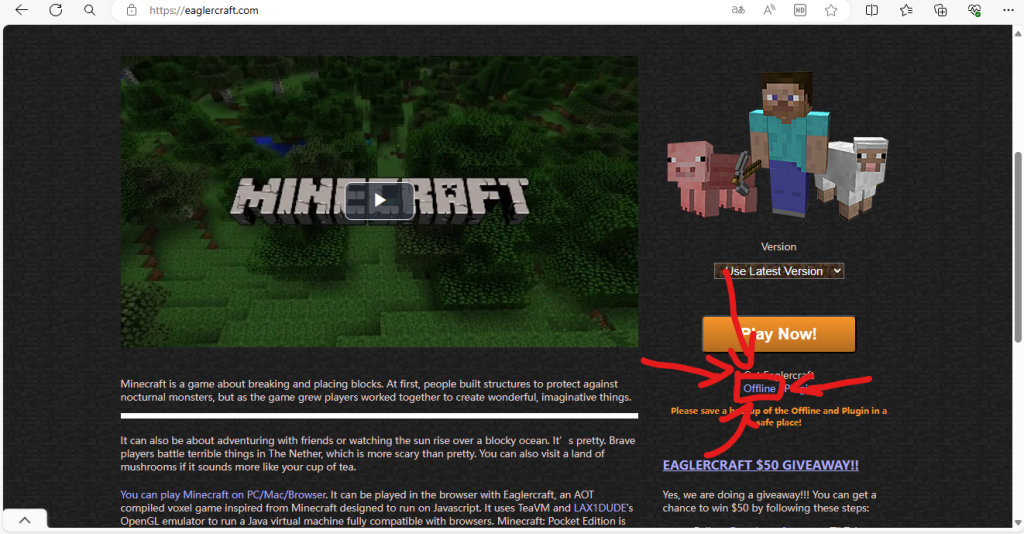 https://eaglercraft.com
HD
MINECRAFT
Version
Use Latest Version
Play Now!
Get Eaglercraft
Offline Plugin
Please save a backup of the Offline and Plugin in a
safe place!
EAGLERCRAFT $50 GIVEAWAY!!
Yes, we are doing a giveaway!!! You can get a
chance to win $50 by following these steps:
Minecraft is a game about breaking and placing blocks. At first, people built structures to protect against
nocturnal monsters, but as the game grew players worked together to create wonderful, imaginative things.
It can also be about adventuring with friends or watching the sun rise over a blocky ocean. It’s pretty. Brave
players battle terrible things in The Nether, which is more scary than pretty. You can also visit a land of
mushrooms if it sounds more like your cup of tea.
You can play Minecraft on PC/Mac/Browser. It can be played in the browser with Eaglercraft, an AOT
compiled voxel game inspired from Minecraft designed to run on Javascript. It uses TeaVM and LAX1DUDE's
OpenGL emulator to run a Java virtual machine fully compatible with browsers. Minecraft: Pocket Edition is